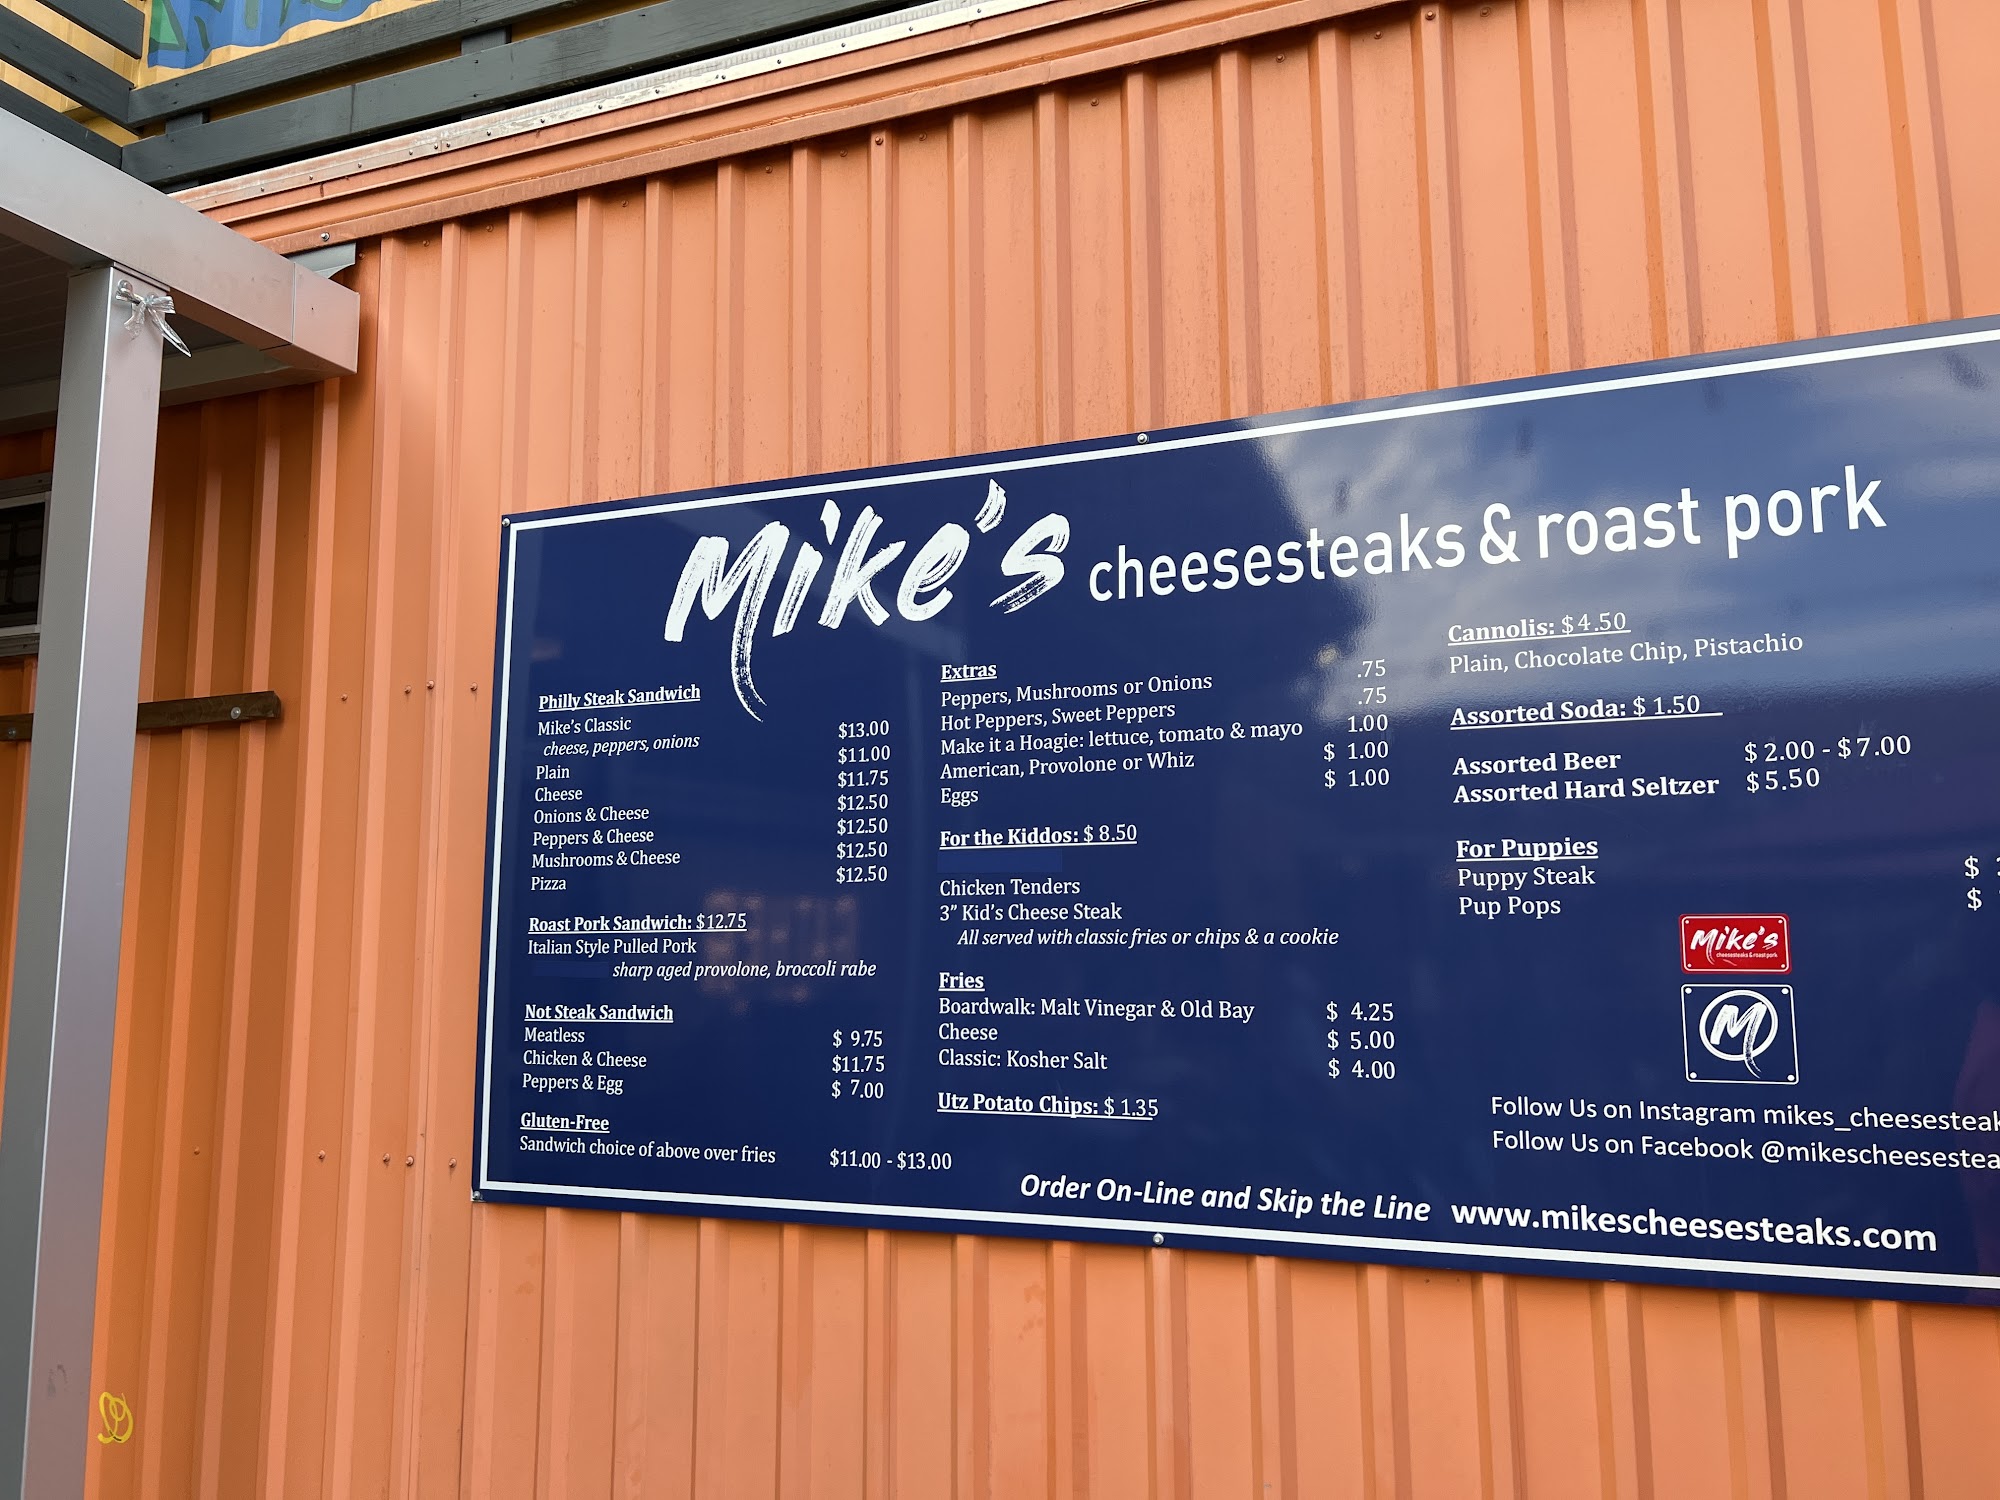 Mike's cheesesteaks & roast pork
Philly Steak Sandwich
Mike's Classic $13.00
cheese, peppers, onions
Plain $11.00
Cheese $11.75
Onions & Cheese $12.50
Peppers & Cheese $12.50
Mushrooms & Cheese $12.50
Pizza $12.50
Roast Pork Sandwich: $12.75
Italian Style Pulled Pork
sharp aged provolone, broccoli rabe
Not Steak Sandwich
Meatless $ 9.75
Chicken & Cheese $11.75
Peppers & Egg $ 7.00
Gluten-Free
Sandwich choice of above over fries $11.00 - $13.00
Extras
Peppers, Mushrooms or Onions .75
Hot Peppers, Sweet Peppers .75
Make it a Hoagie: lettuce, tomato & mayo 1.00
American, Provolone or Whiz $ 1.00
Eggs $ 1.00
For the Kiddos: $ 8.50
Chicken Tenders
3" Kid's Cheese Steak
All served with classic fries or chips & a cookie
Fries
Boardwalk: Malt Vinegar & Old Bay $ 4.25
Cheese $ 5.00
Classic: Kosher Salt $ 4.00
Utz Potato Chips: $ 1.35
Cannolis: $4.50
Plain, Chocolate Chip, Pistachio
Assorted Soda: $ 1.50
Assorted Beer $ 2.00 - $ 7.00
Assorted Hard Seltzer $5.50
For Puppies
Puppy Steak $
Pup Pops $
Mike's
cheesesteaks & roast pork
M
Follow Us on Instagram mikes_cheesesteak
Follow Us on Facebook @mikescheesestea
Order On-Line and Skip the Line www.mikescheesesteaks.com